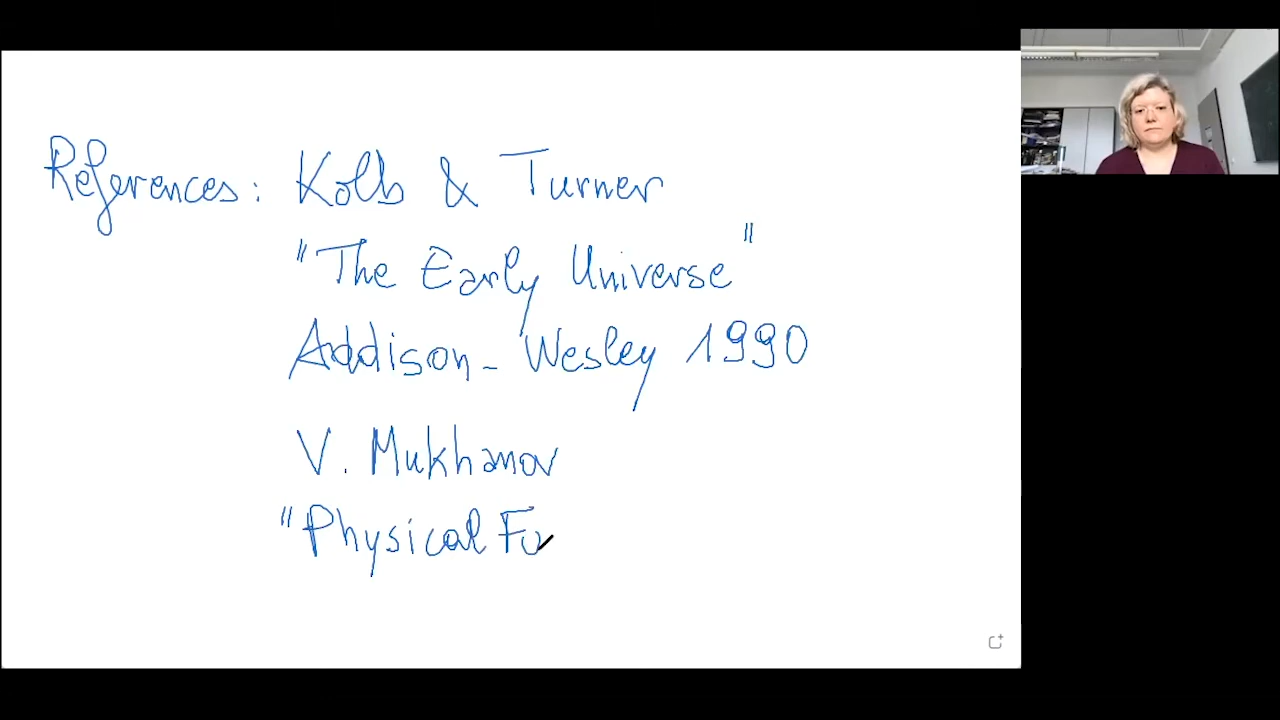 References: Kolb & Turner
"The Early Universe"
Addison-Wesley 1990
V. Mukhanov
"Physical Fo